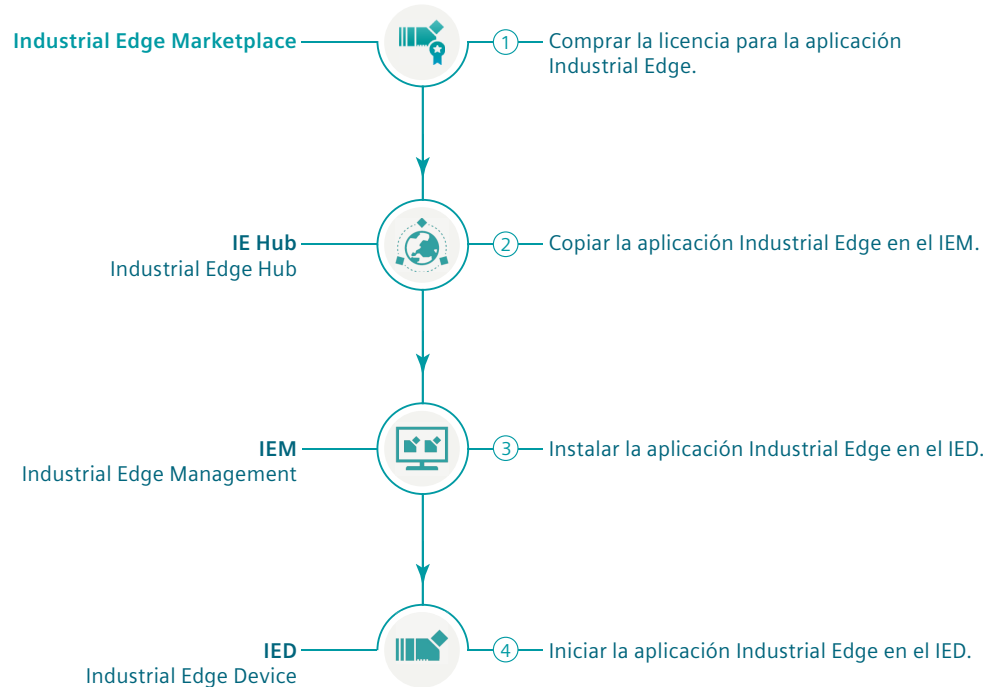 Industrial Edge Marketplace
1
Comprar la licencia para la aplicación
Industrial Edge.
IE Hub
Industrial Edge Hub
2
Copiar la aplicación Industrial Edge en el IEM.
IEM
Industrial Edge Management
3
Instalar la aplicación Industrial Edge en el IED.
IED
Industrial Edge Device
4
Iniciar la aplicación Industrial Edge en el IED.